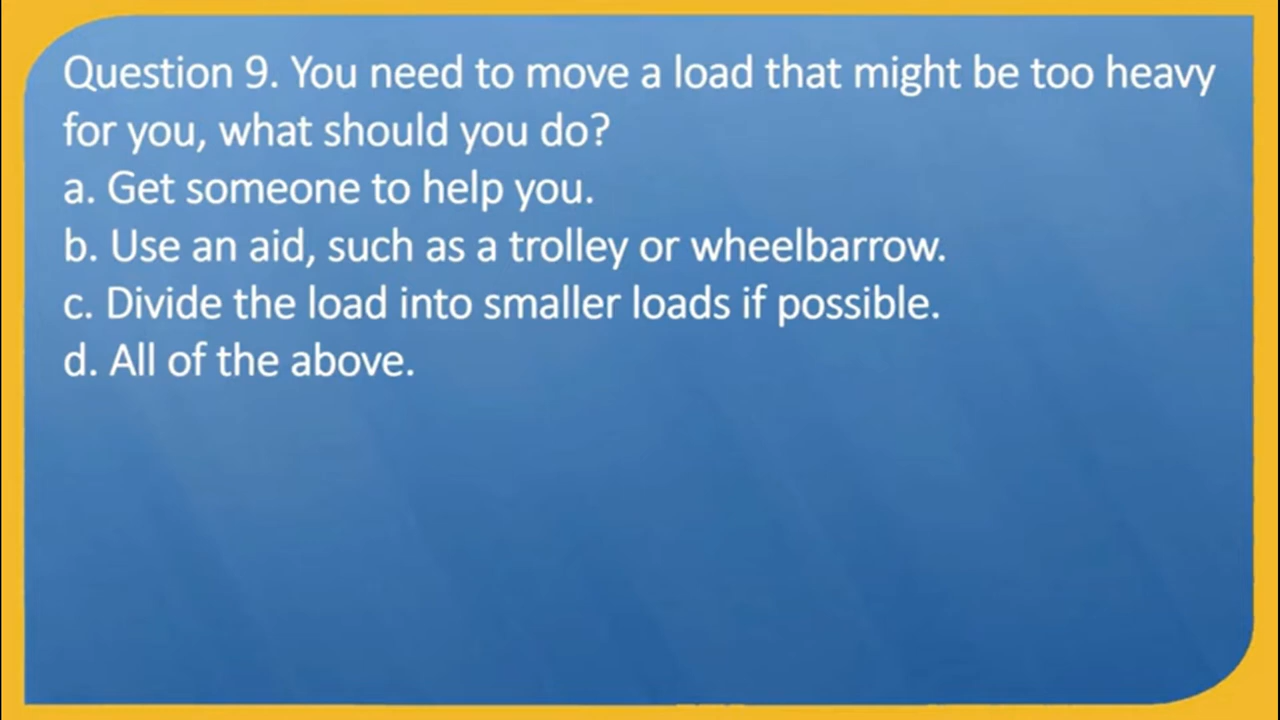 Question 9. You need to move a load that might be too heavy
for you, what should you do?
a. Get someone to help you.
b. Use an aid, such as a trolley or wheelbarrow.
c. Divide the load into smaller loads if possible.
d. All of the above.